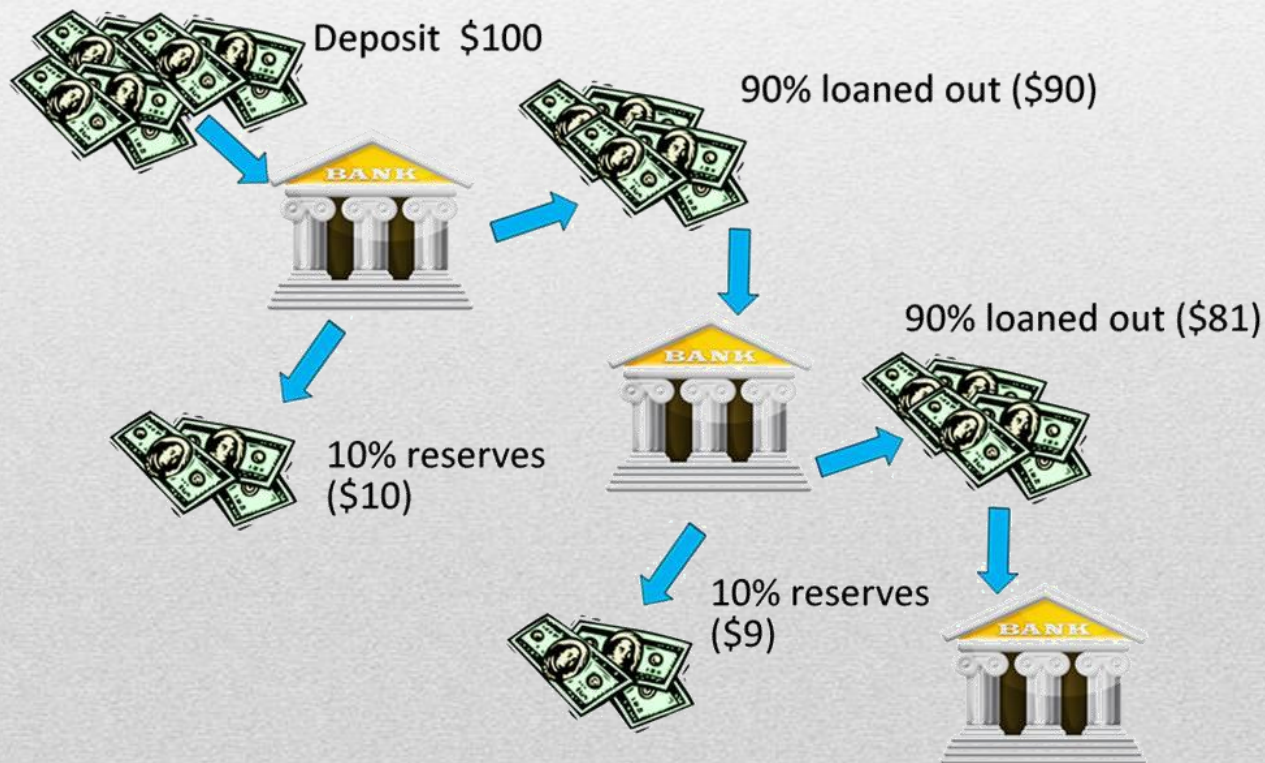 Deposit $100
90% loaned out ($90)
BANK
90% loaned out ($81)
BANK
10% reserves
($10)
10% reserves
($9)
BANK